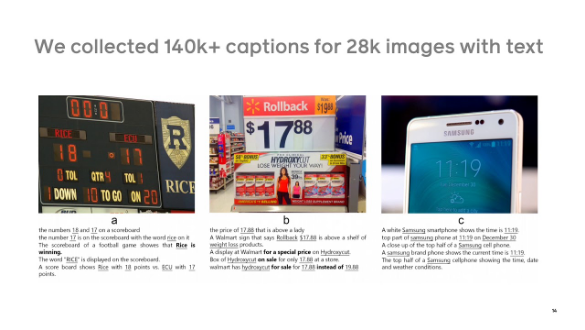 We collected 140k+ captions for 28k images with text
00:0
RICE
ECU
18
17
0 TOL QTR 4 TOL
1 DOWN 10 TO GO ON 20
R
RICE
Rollback
$19.88
$17.88
Price
HYDROXYCUT
LOSE WEIGHT YOUR WAY!
SAMSUNG
11:19
a
the numbers 18 and 17 on a scoreboard
the number 17 is on the scoreboard with the word rice on it
The scoreboard of a football game shows that Rice is
winning.
The word "RICE" is displayed on the scoreboard.
A score board shows Rice with 18 points vs. ECU with 17
points.
b
the price of 17.88 that is above a lady
A Walmart sign that says Rollback $17.88 is above a shelf of
weight loss products.
A display at Walmart for a special price on Hydroxycut.
Box of Hydroxycut on sale for only 17.88 at a store.
walmart has hydroxycut for sale for 17.88 instead of 19.88
c
A white Samsung smartphone shows the time is 11:19.
top part of samsung phone at 11:19 on December 30
A close up of the top half of a Samsung cell phone.
A samsung brand phone shows the current time is 11:19.
The top half of a Samsung cellphone showing the time, date
and weather conditions.